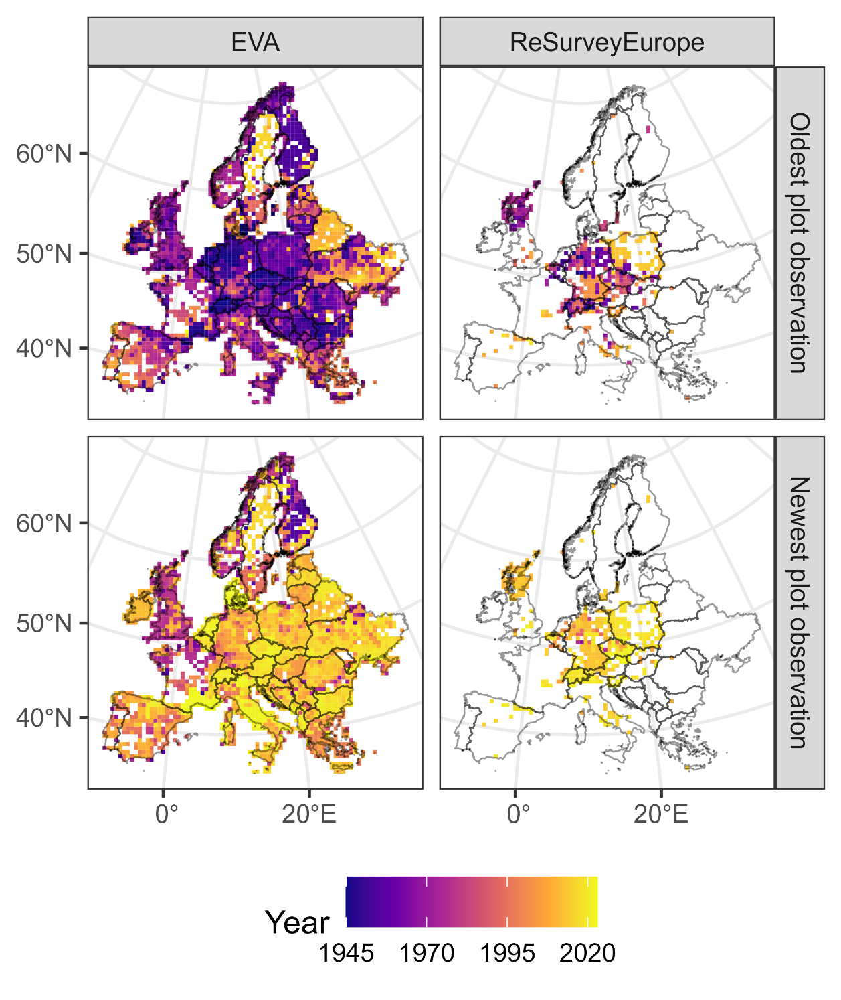 EVA
ReSurveyEurope
Oldest plot observation
60°N
50°N
40°N
Newest plot observation
60°N
50°N
40°N
0°
20°E
0°
20°E
Year
1945
1970
1995
2020